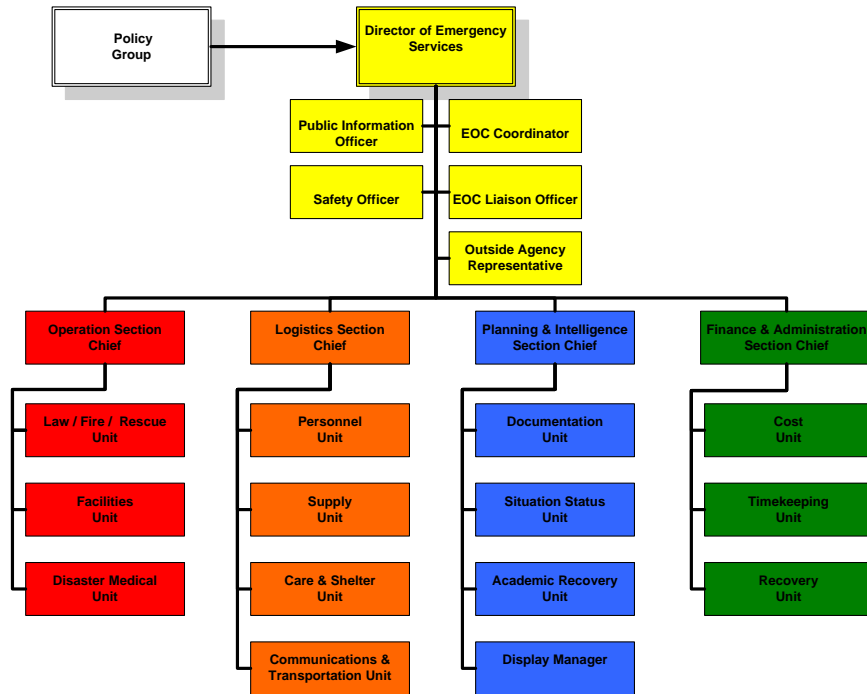 Policy
Group
Director of Emergency
Services
Public Information
Officer
EOC Coordinator
Safety Officer
EOC Liaison Officer
Outside Agency
Representative
Operation Section
Chief
Logistics Section
Chief
Planning & Intelligence
Section Chief
Finance & Administration
Section Chief
Law / Fire / Rescue
Unit
Personnel
Unit
Documentation
Unit
Cost
Unit
Facilities
Unit
Supply
Unit
Situation Status
Unit
Timekeeping
Unit
Disaster Medical
Unit
Care & Shelter
Unit
Academic Recovery
Unit
Recovery
Unit
Communications &
Transportation Unit
Display Manager